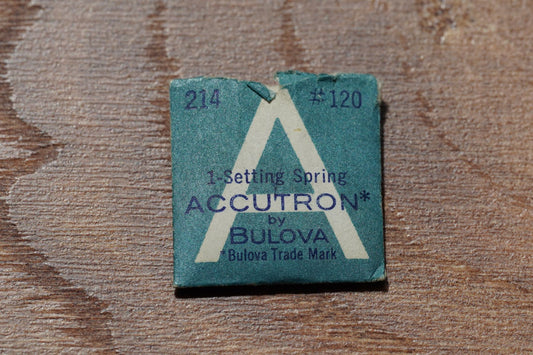 214 #120
A
1-Setting Spring
ACCUTRON*
by
BULOVA
*Bulova Trade Mark